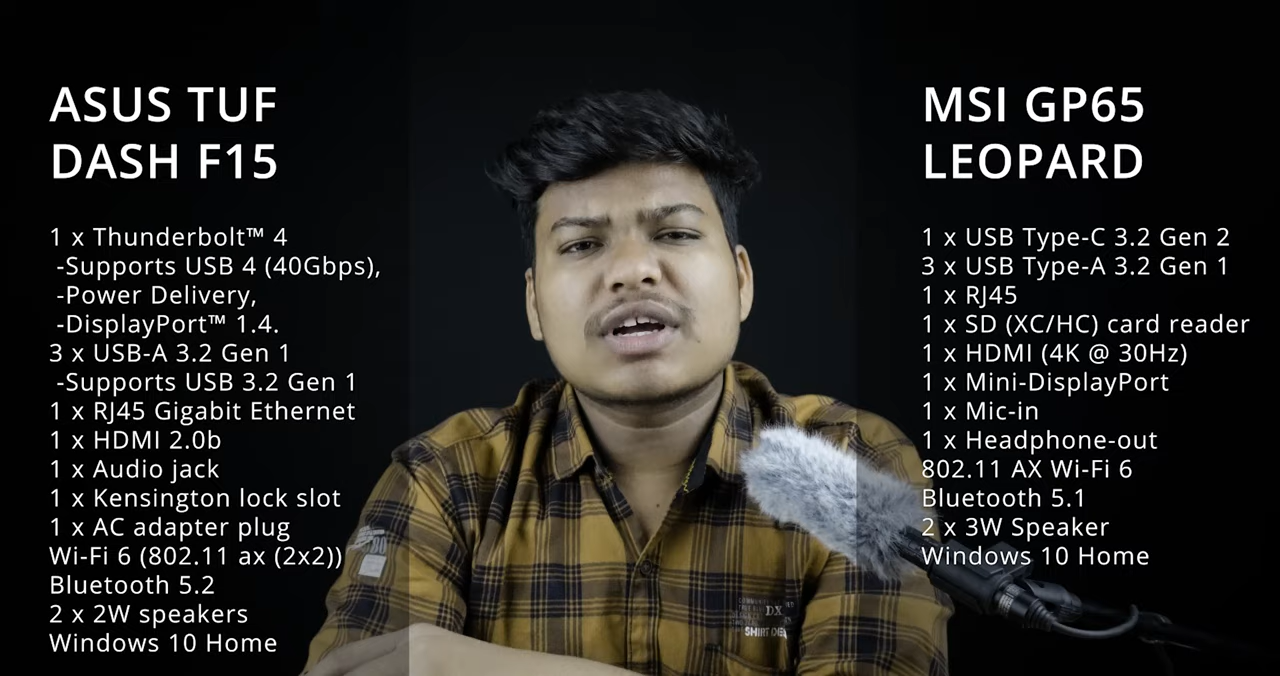 ASUS TUF
DASH F15
1 x Thunderbolt™ 4
-Supports USB 4 (40Gbps),
-Power Delivery,
-DisplayPort™ 1.4.
3 x USB-A 3.2 Gen 1
-Supports USB 3.2 Gen 1
1 x RJ45 Gigabit Ethernet
1 x HDMI 2.0b
1 x Audio jack
1 x Kensington lock slot
1 x AC adapter plug
Wi-Fi 6 (802.11 ax (2x2))
Bluetooth 5.2
2 x 2W speakers
Windows 10 Home
MSI GP65
LEOPARD
1 x USB Type-C 3.2 Gen 2
3 x USB Type-A 3.2 Gen 1
1 x RJ45
1 x SD (XC/HC) card reader
1 x HDMI (4K @ 30Hz)
1 x Mini-DisplayPort
1 x Mic-in
1 x Headphone-out
802.11 AX Wi-Fi 6
Bluetooth 5.1
2 x 3W Speaker
Windows 10 Home
DX